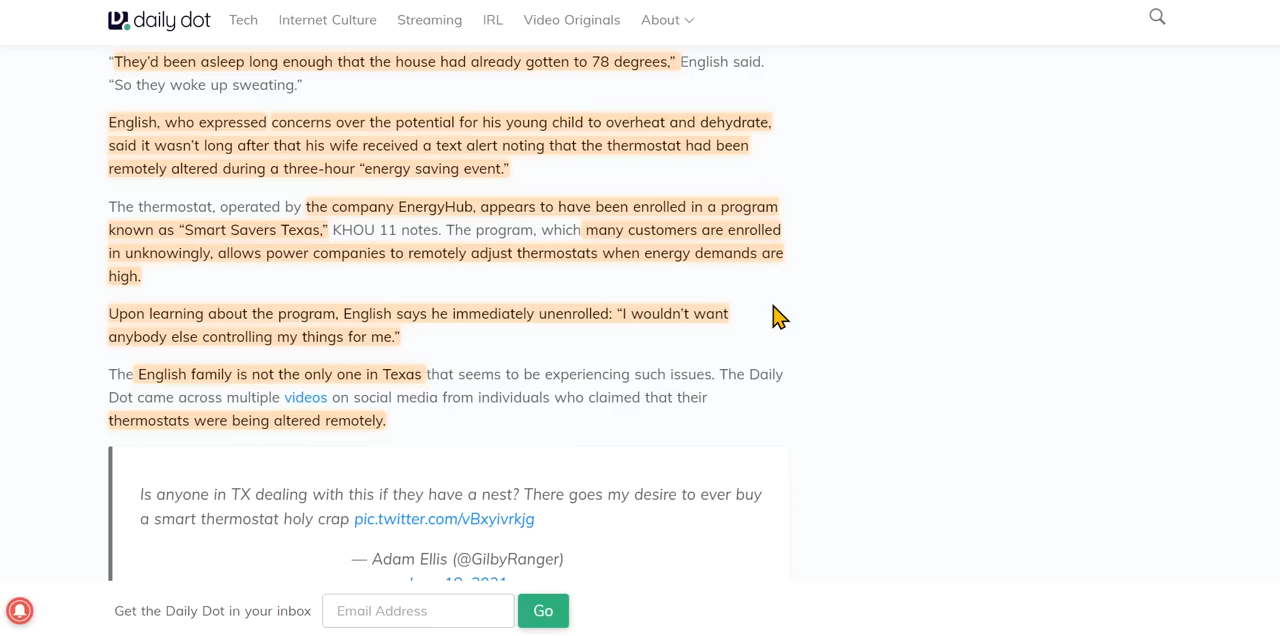 daily dot Tech Internet Culture Streaming IRL Video Originals About
“They’d been asleep long enough that the house had already gotten to 78 degrees,” English said.
“So they woke up sweating.”
English, who expressed concerns over the potential for his young child to overheat and dehydrate,
said it wasn’t long after that his wife received a text alert noting that the thermostat had been
remotely altered during a three-hour “energy saving event.”
The thermostat, operated by the company EnergyHub, appears to have been enrolled in a program
known as “Smart Savers Texas,” KHOU 11 notes. The program, which many customers are enrolled
in unknowingly, allows power companies to remotely adjust thermostats when energy demands are
high.
Upon learning about the program, English says he immediately unenrolled: “I wouldn’t want
anybody else controlling my things for me.”
The English family is not the only one in Texas that seems to be experiencing such issues. The Daily
Dot came across multiple videos on social media from individuals who claimed that their
thermostats were being altered remotely.
Is anyone in TX dealing with this if they have a nest? There goes my desire to ever buy
a smart thermostat holy crap pic.twitter.com/vBxyivrkjg
— Adam Ellis (@GilbyRanger)
Get the Daily Dot in your inbox Email Address Go